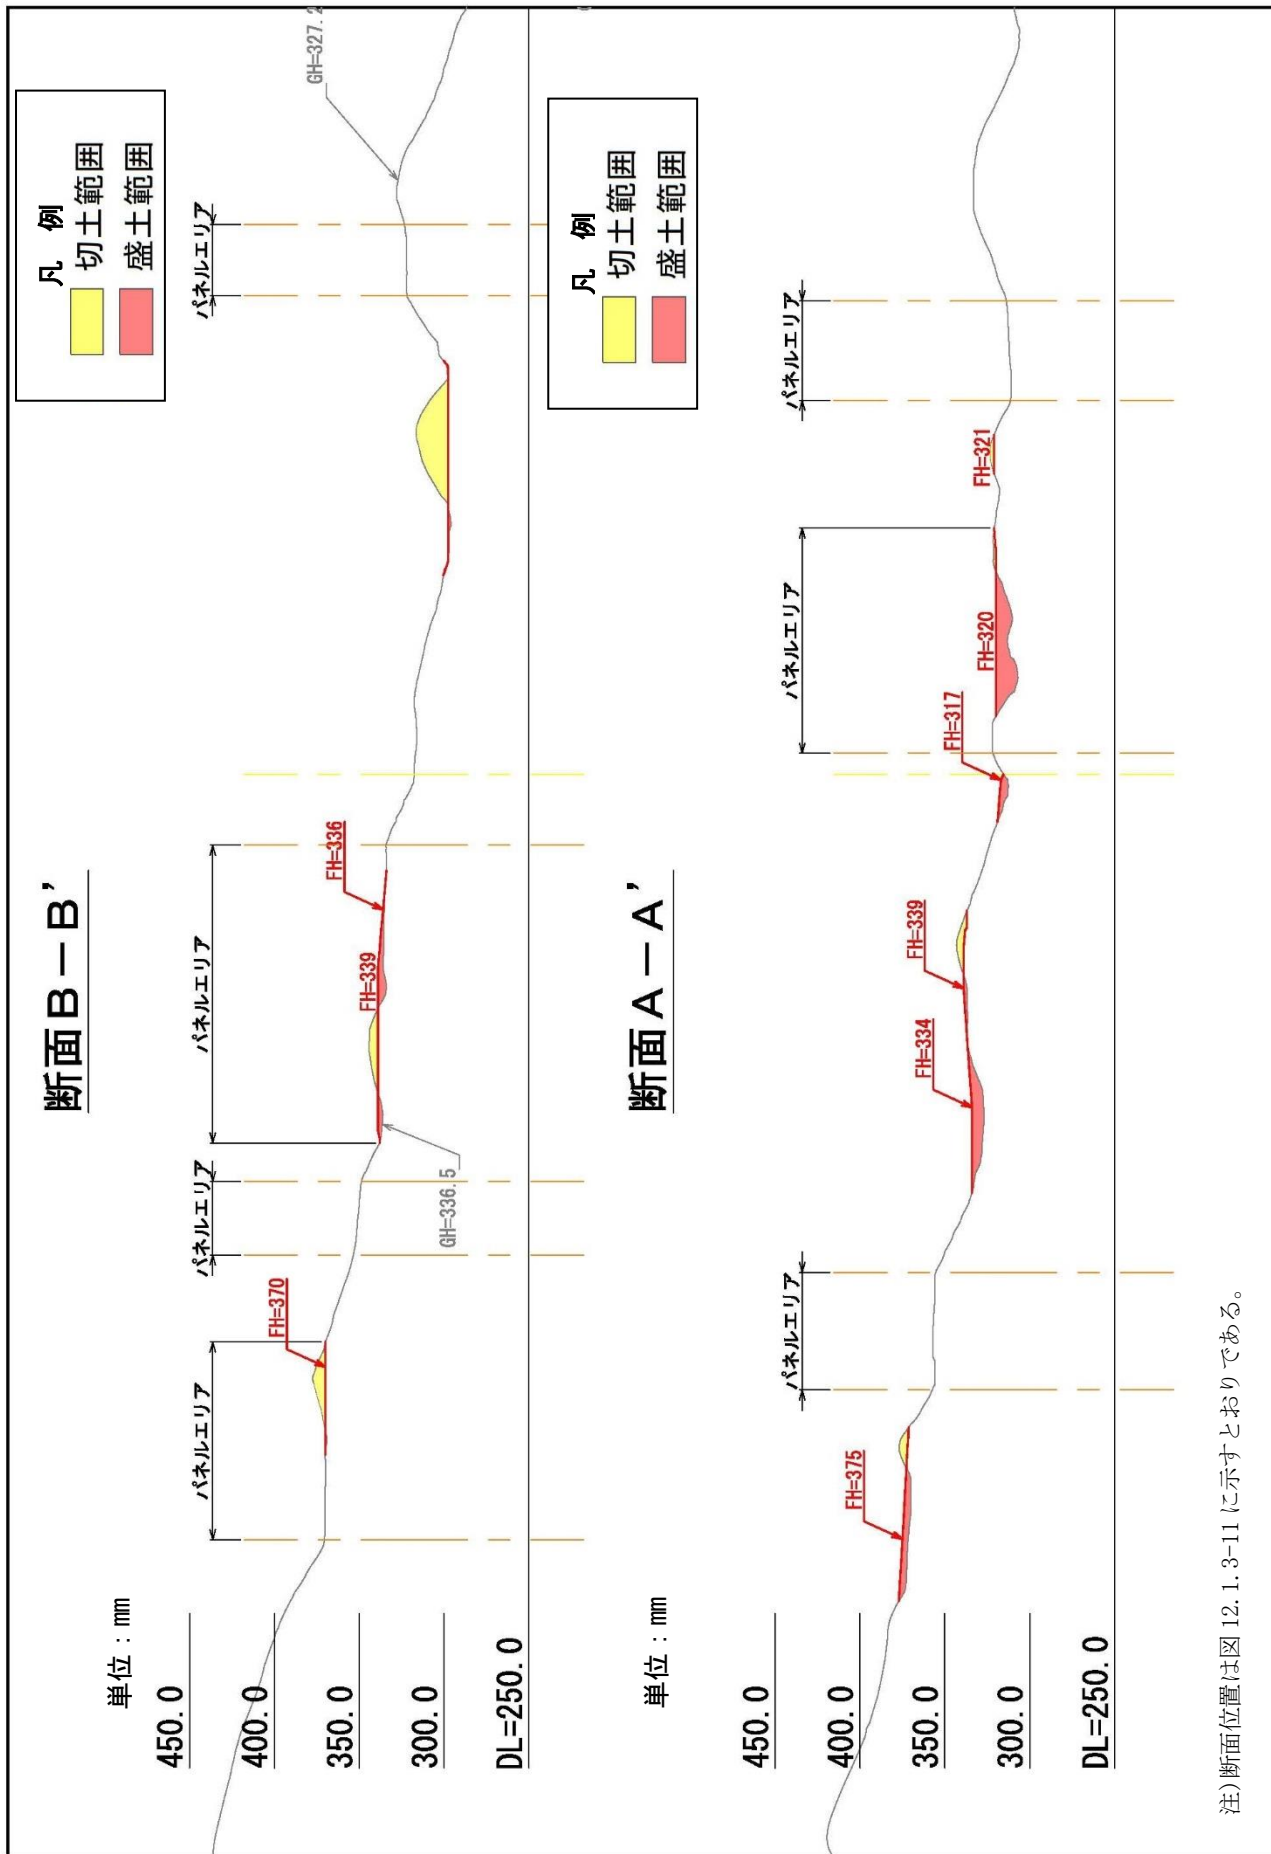 断面B－B’
凡 例
切土範囲
盛土範囲
単位：mm
450.0
400.0
350.0
300.0
DL=250.0
パネルエリア
パネルエリア
パネルエリア
パネルエリア
FH=370
GH=336.5
FH=339
FH=336
GH=327.2
断面A－A’
凡 例
切土範囲
盛土範囲
単位：mm
450.0
400.0
350.0
300.0
DL=250.0
パネルエリア
パネルエリア
パネルエリア
FH=375
FH=334
FH=339
FH=317
FH=320
FH=321
注)断面位置は図 12.1.3-11 に示すとおりである。